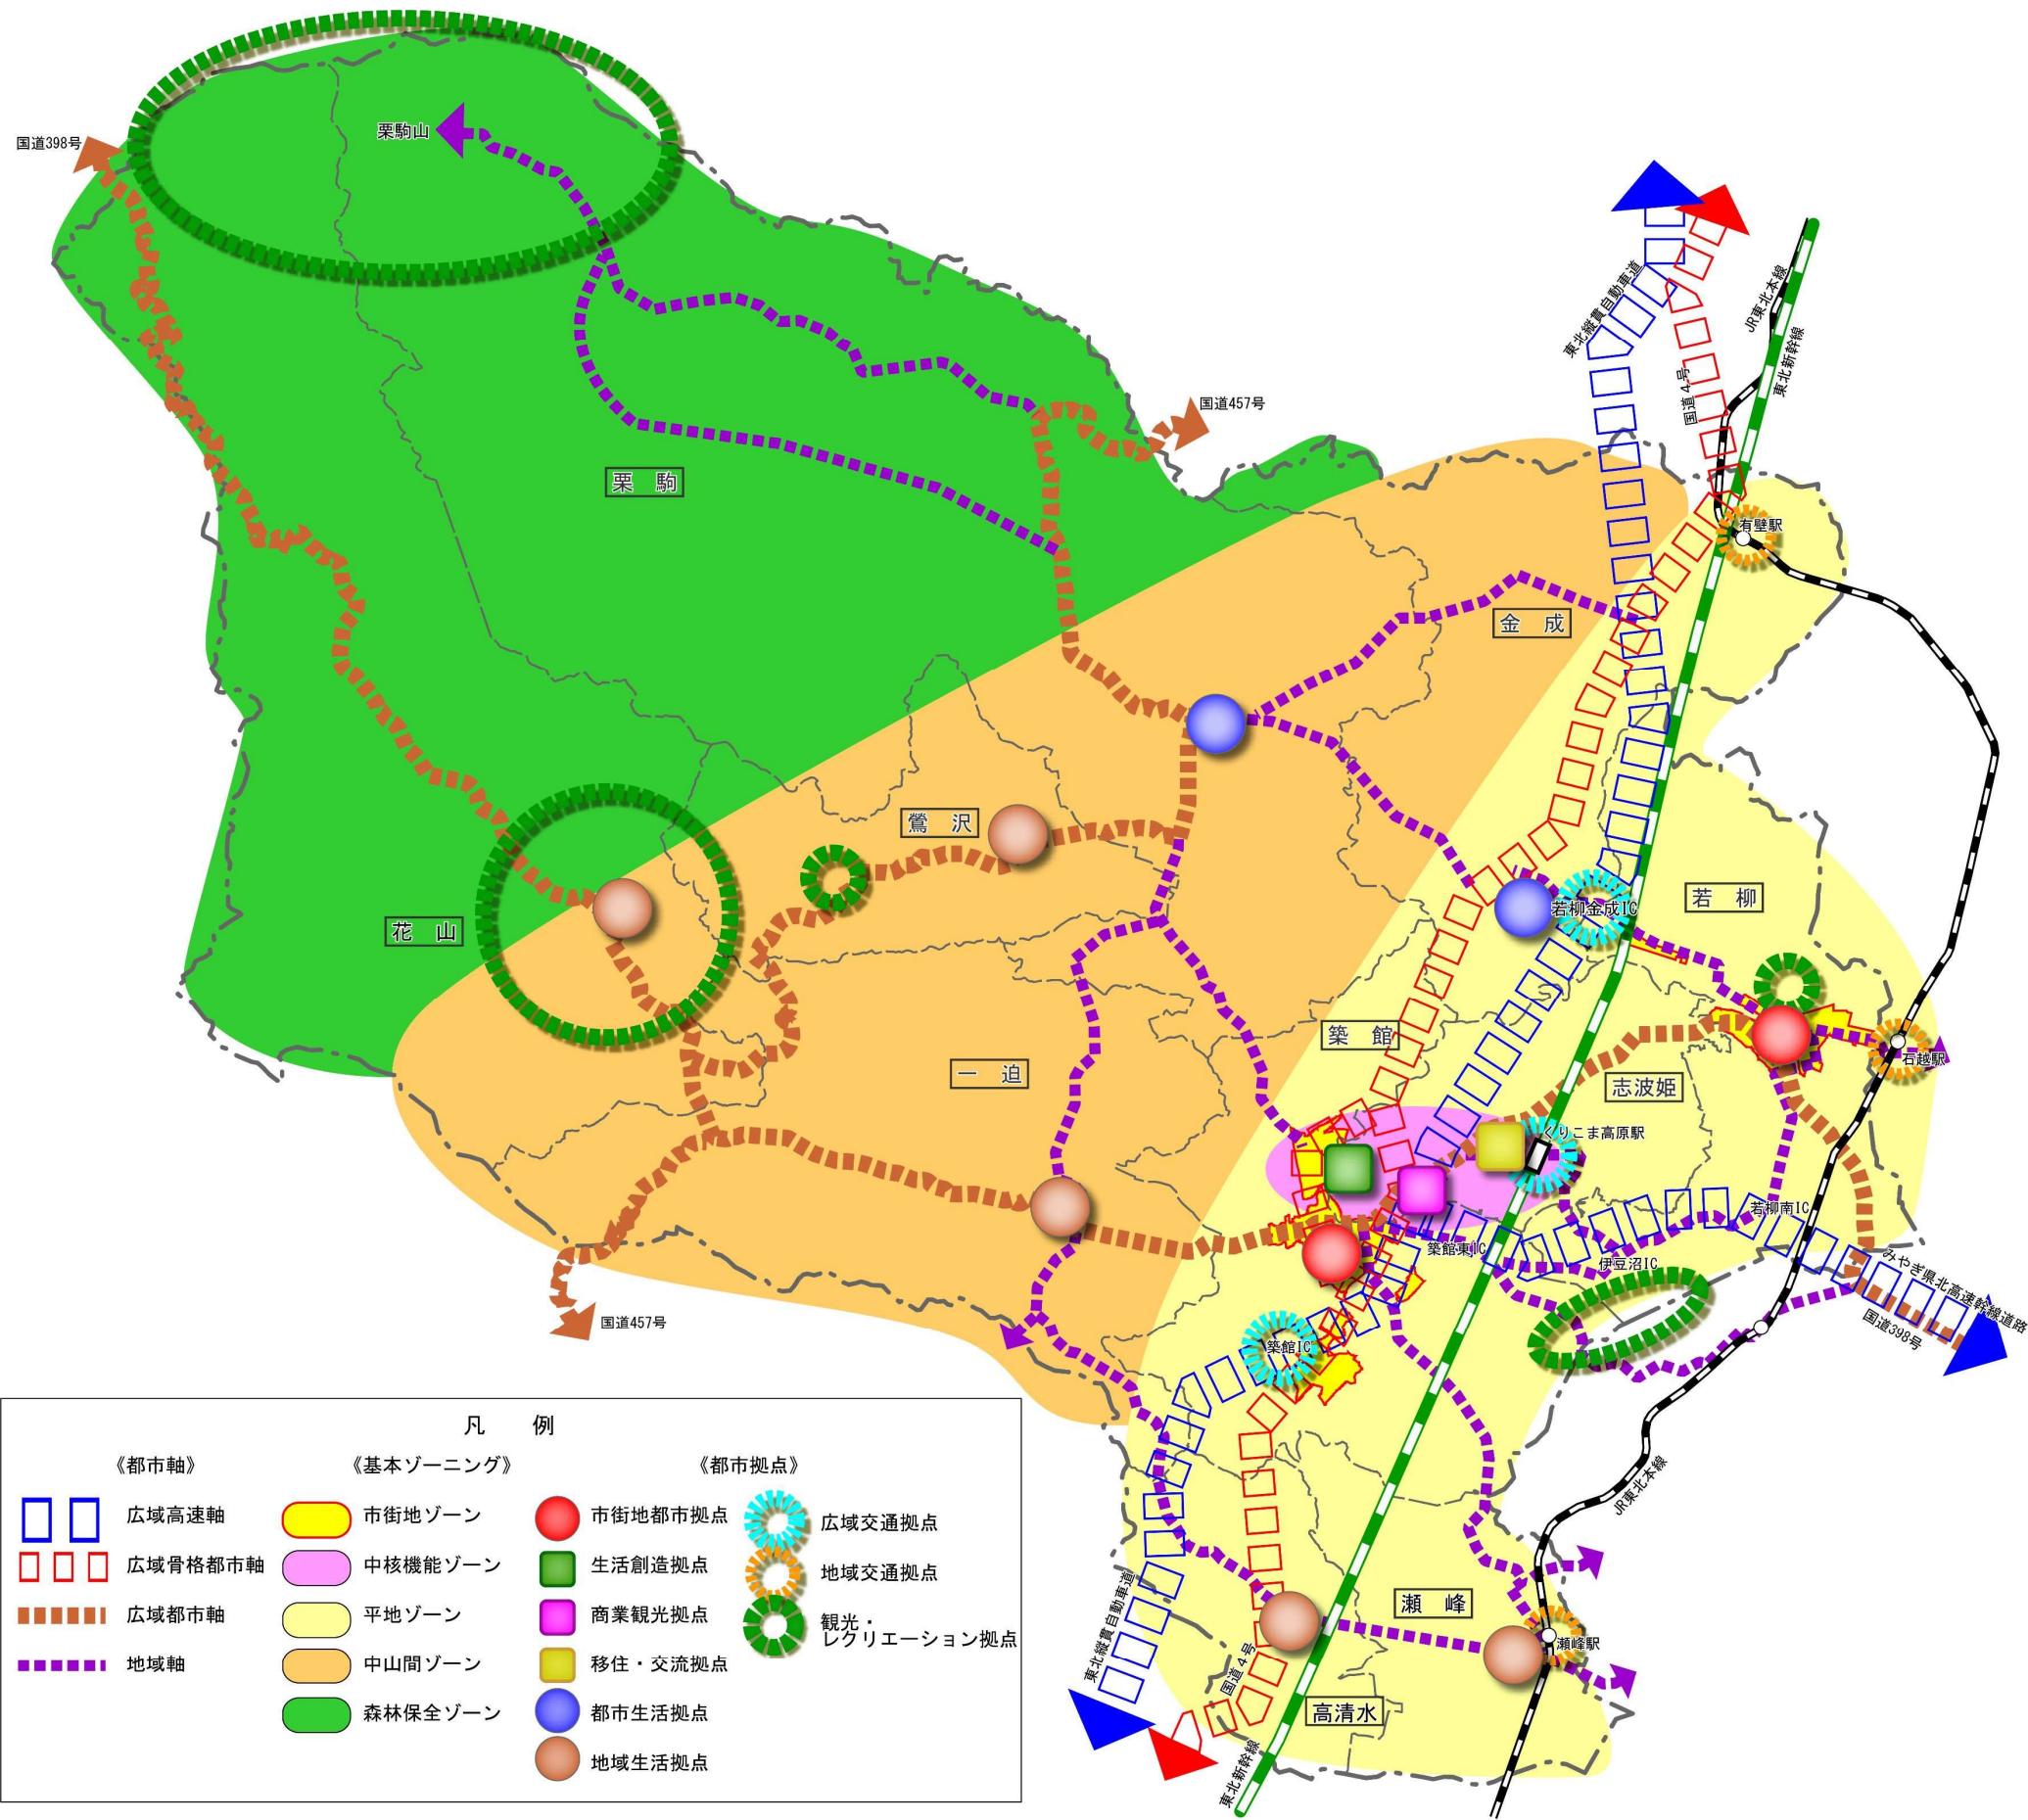 国道398号
栗駒山
東北縦貫自動車道
JR東北本線
東北新幹線
国道4号
国道457号
栗 駒
有壁駅
金 成
鶯 沢
若 柳
若柳金成IC
花 山
築 館
石越駅
一 迫
志波姫
くりこま高原駅
若柳南IC
築館東IC
伊豆沼IC
みやぎ県北高速幹線道路
国道398号
国道457号
築館IC
JR東北本線
東北縦貫自動車道
瀬 峰
瀬峰駅
国道4号
高清水
東北新幹線
凡 例
《都市軸》
広域高速軸
広域骨格都市軸
広域都市軸
地域軸
《基本ゾーニング》
市街地ゾーン
中核機能ゾーン
平地ゾーン
中山間ゾーン
森林保全ゾーン
《都市拠点》
市街地都市拠点
生活創造拠点
商業観光拠点
移住・交流拠点
都市生活拠点
地域生活拠点
広域交通拠点
地域交通拠点
観光・
レクリエーション拠点